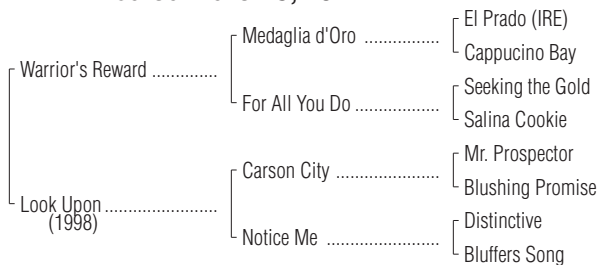 El Prado (IRE)
Medaglia d'Oro ...............
Cappucino Bay
Warrior's Reward .............
Seeking the Gold
For All You Do .................
Salina Cookie
Mr. Prospector
Carson City .....................
Blushing Promise
Look Upon ......................
(1998)
Distinctive
Notice Me ......................
Bluffers Song